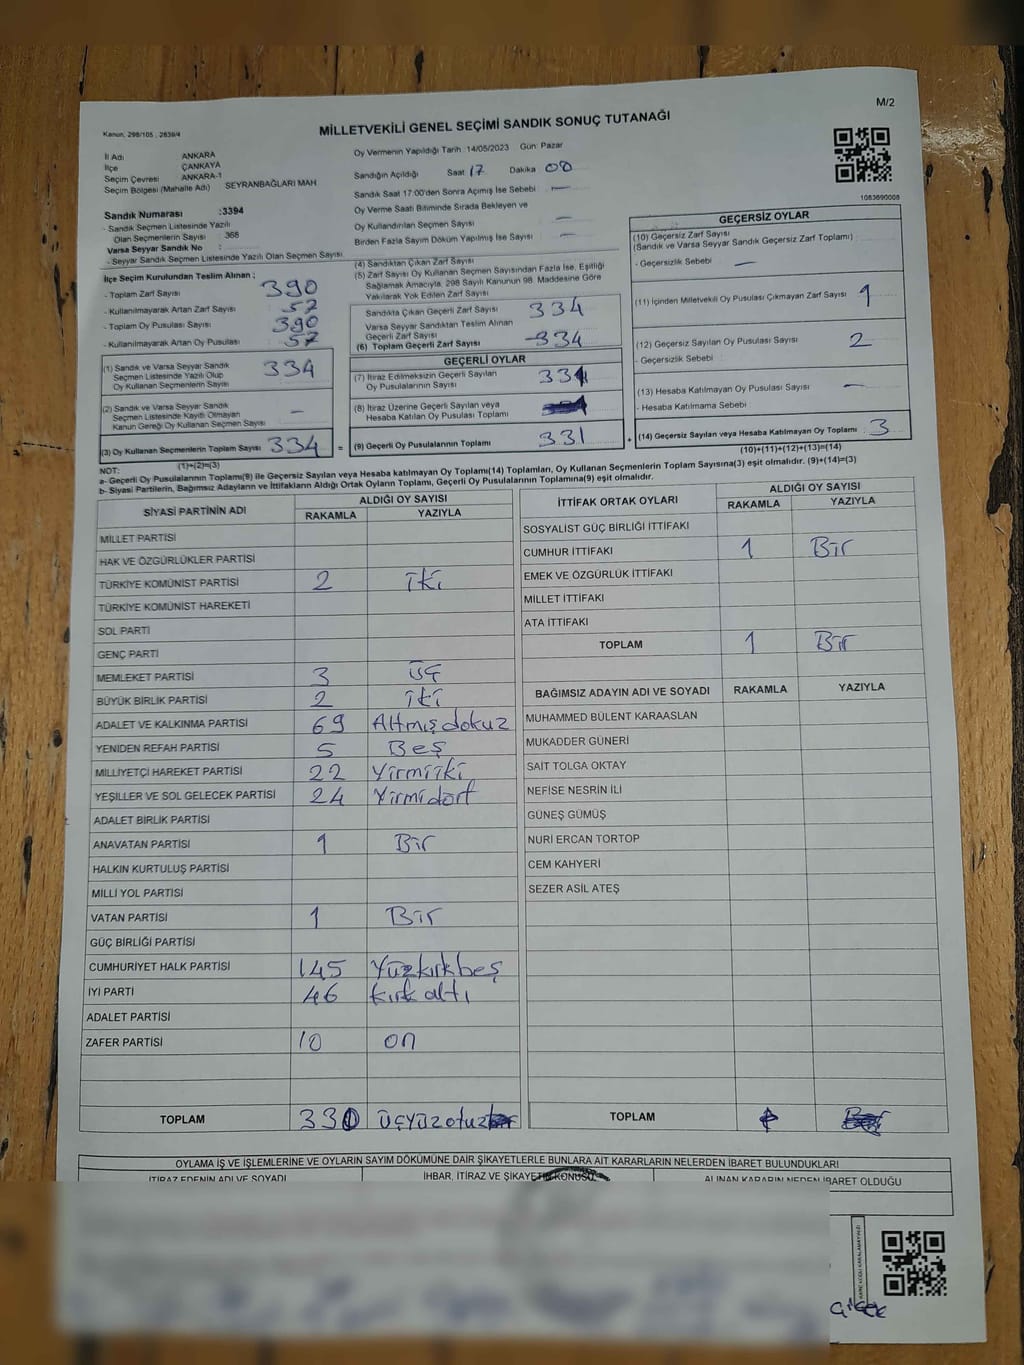 M/2
Kanun, 298/105 ; 2839/4
MİLLETVEKİLİ GENEL SEÇİMİ SANDIK SONUÇ TUTANAĞI
İl Adı ANKARA
İlçe ÇANKAYA
Seçim Çevresi ANKARA-1
Seçim Bölgesi (Mahalle Adı) SEYRANBAĞLARI MAH
Oy Vermenin Yapıldığı Tarih :14/05/2023 Gün: Pazar
Sandığın Açıldığı Saat 17 Dakika 00
Sandık Saat 17:00'den Sonra Açımış İse Sebebi —
Oy Verme Saati Bitiminde Sırada Bekleyen ve
Oy Kullandırılan Seçmen Sayısı —
Birden Fazla Sayım Döküm Yapılmış İse Sayısı —
1083690008
Sandık Numarası :3394
- Sandık Seçmen Listesinde Yazılı
Olan Seçmenlerin Sayısı : 368
Varsa Seyyar Sandık No :
- Seyyar Sandık Seçmen Listesinde Yazılı Olan Seçmen Sayısı
İlçe Seçim Kurulundan Teslim Alınan ;
- Toplam Zarf Sayısı 390
- Kullanılmayarak Artan Zarf Sayısı 57
- Toplam Oy Pusulası Sayısı 390
- Kullanılmayarak Artan Oy Pusulası 57
(1) Sandık ve Varsa Seyyar Sandık
Seçmen Listesinde Yazılı Olup
Oy Kullanan Seçmenlerin Sayısı 334
(2) Sandık ve Varsa Seyyar Sandık
Seçmen Listesinde Kayıtlı Olmayan
Kanun Gereği Oy Kullanan Seçmen Sayısı —
(3) Oy Kullanan Seçmenlerin Toplam Sayısı 334 =
(1)+(2)=(3)
(4) Sandıktan Çıkan Zarf Sayısı
(5) Zarf Sayısı Oy Kullanan Seçmen Sayısından Fazla İse, Eşitliği
Sağlamak Amacıyla, 298 Sayılı Kanunun 98. Maddesine Göre
Yakılarak Yok Edilen Zarf Sayısı
Sandıkta Çıkan Geçerli Zarf Sayısı 334
Varsa Seyyar Sandıktan Teslim Alınan
Geçerli Zarf Sayısı
(6) Toplam Geçerli Zarf Sayısı 334
GEÇERLİ OYLAR
(7) İtiraz Edilmeksizin Geçerli Sayılan
Oy Pusulalarının Sayısı 331
(8) İtiraz Üzerine Geçerli Sayılan veya
Hesaba Katılan Oy Pusulası Toplamı
(9) Geçerli Oy Pusulalarının Toplamı 331 +
GEÇERSİZ OYLAR
(10) Geçersiz Zarf Sayısı
(Sandık ve Varsa Seyyar Sandık Geçersiz Zarf Toplamı)
- Geçersizlik Sebebi —
(11) İçinden Milletvekili Oy Pusulası Çıkmayan Zarf Sayısı 1
(12) Geçersiz Sayılan Oy Pusulası Sayısı 2
- Geçersizlik Sebebi
(13) Hesaba Katılmayan Oy Pusulası Sayısı —
- Hesaba Katılmama Sebebi
(14) Geçersiz Sayılan veya Hesaba Katılmayan Oy Toplamı 3
(10)+(11)+(12)+(13)=(14)
NOT:
a- Geçerli Oy Pusulalarının Toplamı(9) ile Geçersiz Sayılan veya Hesaba katılmayan Oy Toplamı(14) Toplamları, Oy Kullanan Seçmenlerin Toplam Sayısına(3) eşit olmalıdır. (9)+(14)=(3)
b- Siyasi Partilerin, Bağımsız Adayların ve İttifakların Aldığı Ortak Oyların Toplamı, Geçerli Oy Pusulalarının Toplamına(9) eşit olmalıdır.
SİYASİ PARTİNİN ADI ALDIĞI OY SAYISI
RAKAMLA YAZIYLA
MİLLET PARTİSİ
HAK VE ÖZGÜRLÜKLER PARTİSİ
TÜRKİYE KOMÜNİST PARTİSİ 2 iki
TÜRKİYE KOMÜNİST HAREKETİ
SOL PARTİ
GENÇ PARTİ
MEMLEKET PARTİSİ 3 üç
BÜYÜK BİRLİK PARTİSİ 2 iki
ADALET VE KALKINMA PARTİSİ 69 Altmışdokuz
YENİDEN REFAH PARTİSİ 5 Beş
MİLLİYETÇİ HAREKET PARTİSİ 22 Yirmiiki
YEŞİLLER VE SOL GELECEK PARTİSİ 24 Yirmidört
ADALET BİRLİK PARTİSİ
ANAVATAN PARTİSİ 1 Bir
HALKIN KURTULUŞ PARTİSİ
MİLLİ YOL PARTİSİ
VATAN PARTİSİ 1 Bir
GÜÇ BİRLİĞİ PARTİSİ
CUMHURİYET HALK PARTİSİ 145 Yüzkırkbeş
İYİ PARTİ 46 kırkaltı
ADALET PARTİSİ
ZAFER PARTİSİ 10 on
TOPLAM 330 üçyüzotuz
İTTİFAK ORTAK OYLARI ALDIĞI OY SAYISI
RAKAMLA YAZIYLA
SOSYALİST GÜÇ BİRLİĞİ İTTİFAKI
CUMHUR İTTİFAKI 1 Bir
EMEK VE ÖZGÜRLÜK İTTİFAKI
MİLLET İTTİFAKI
ATA İTTİFAKI
TOPLAM 1 Bir
BAĞIMSIZ ADAYIN ADI VE SOYADI RAKAMLA YAZIYLA
MUHAMMED BÜLENT KARAASLAN
MUKADDER GÜNERİ
SAİT TOLGA OKTAY
NEFİSE NESRİN İLİ
GÜNEŞ GÜMÜŞ
NURİ ERCAN TORTOP
CEM KAHYERİ
SEZER ASİL ATEŞ
TOPLAM
OYLAMA İŞ VE İŞLEMLERİNE VE OYLARIN SAYIM DÖKÜMÜNE DAİR ŞİKAYETLERLE BUNLARA AİT KARARLARIN NELERDEN İBARET BULUNDUKLARI
İTİRAZ EDENİN ADI VE SOYADI İHBAR, İTİRAZ VE ŞİKAYETİN KONUSU ALINAN KARARIN NEDEN İBARET OLDUĞU